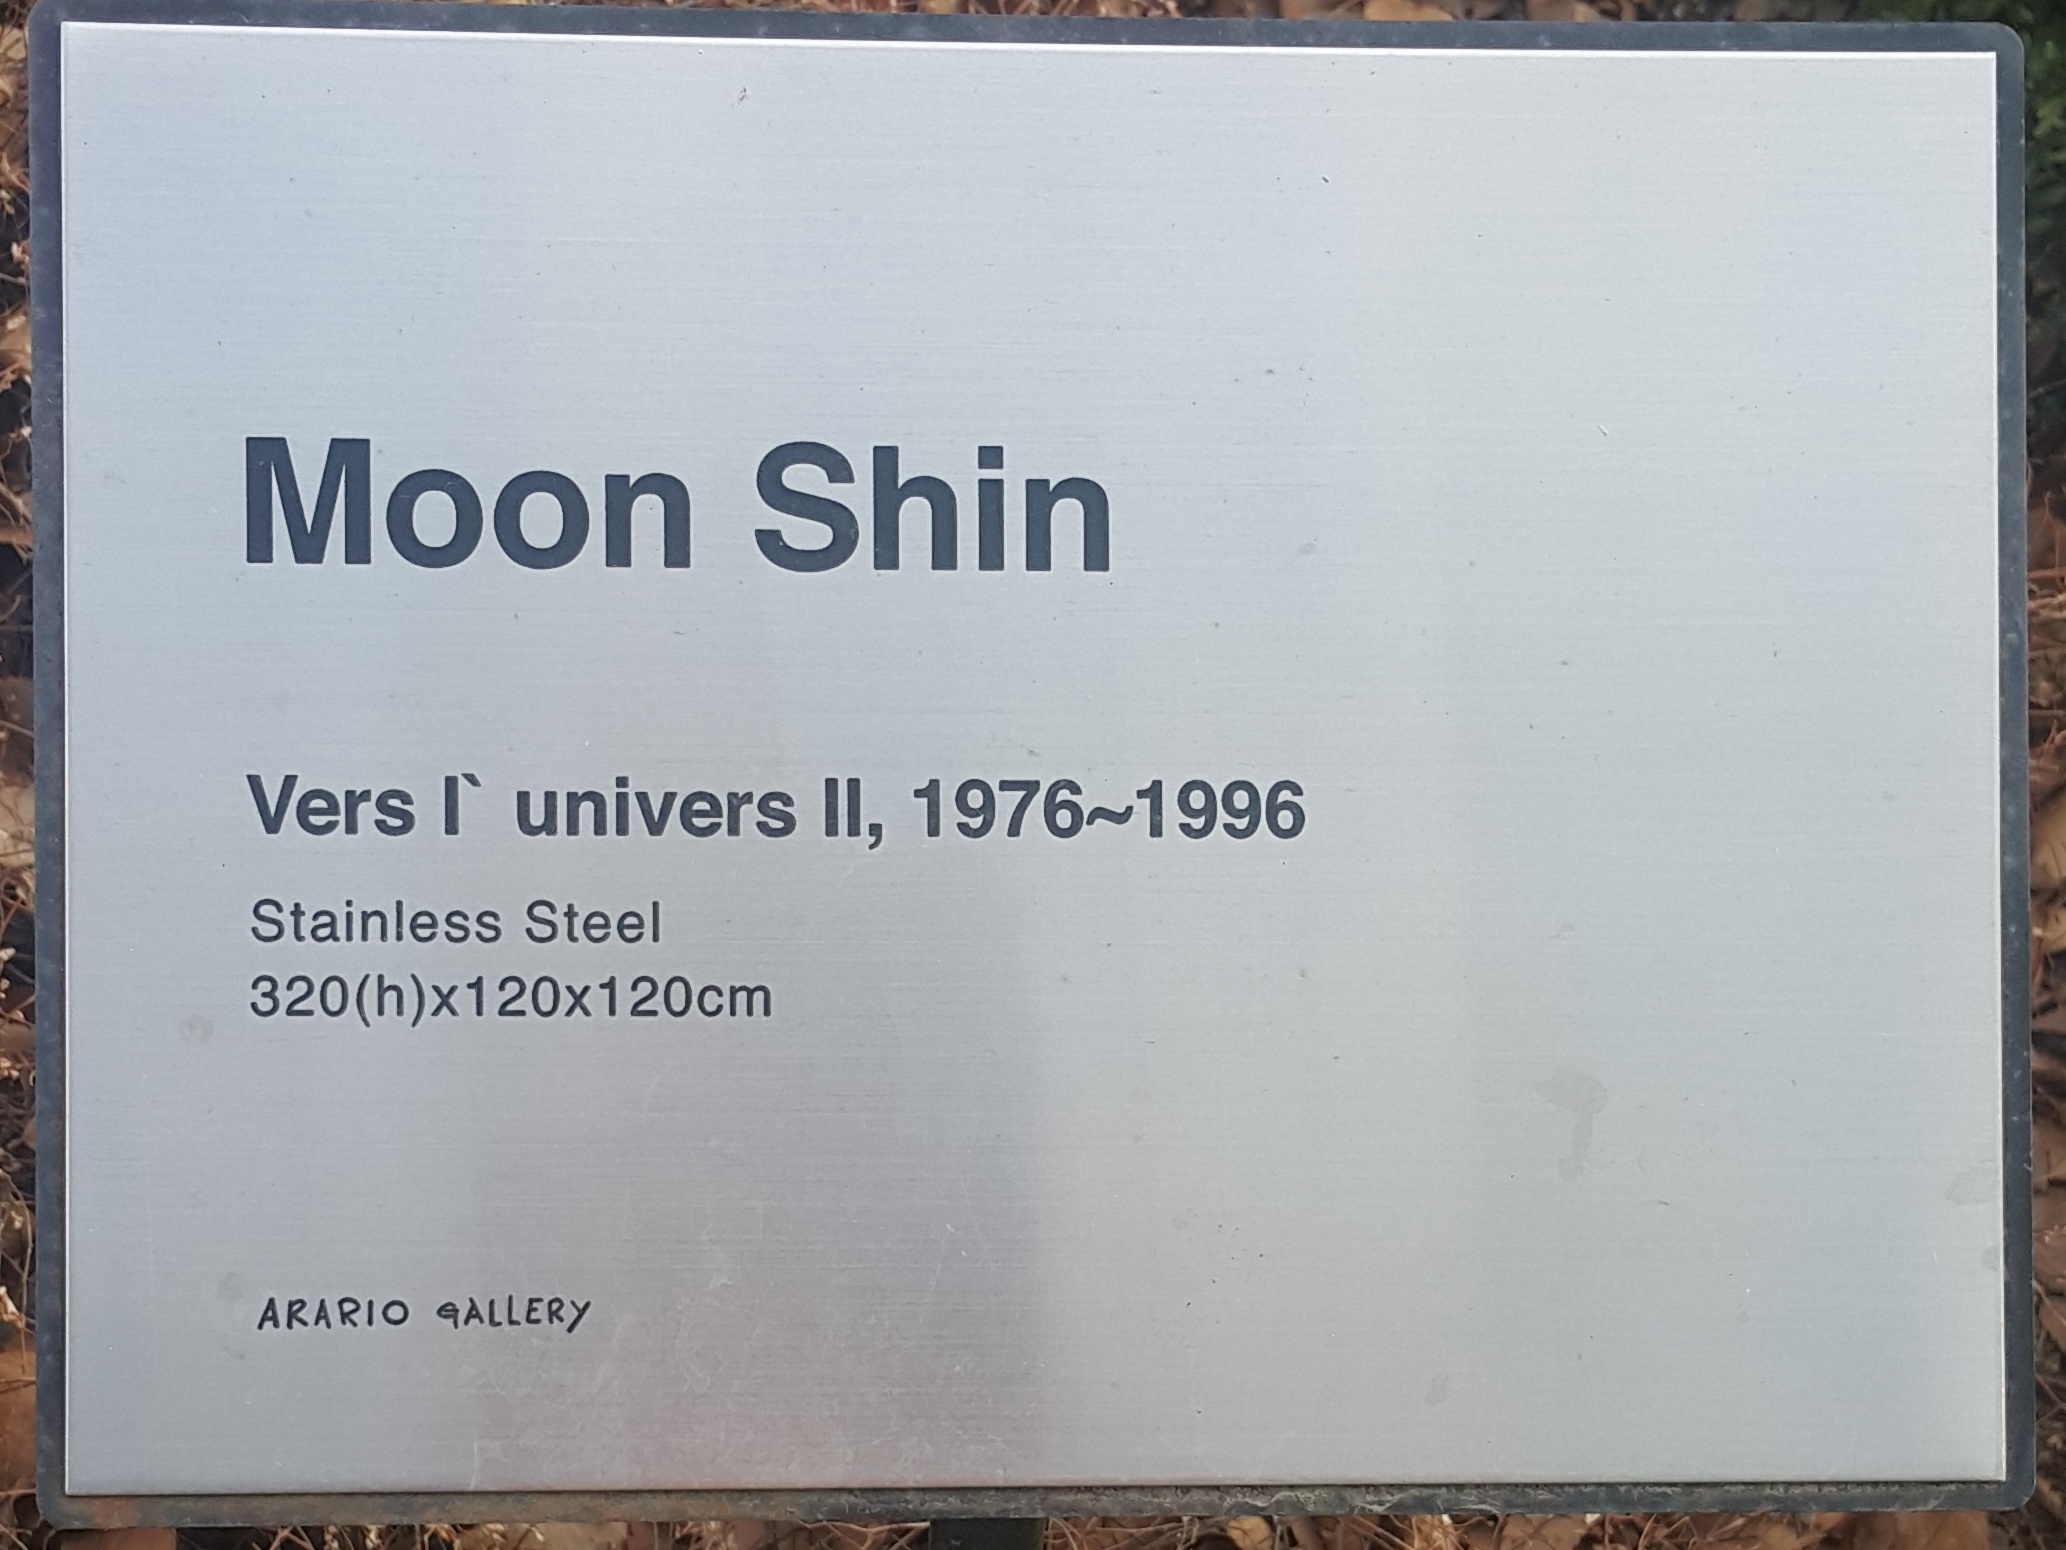 Moon Shin
Vers l` univers II, 1976~1996
Stainless Steel
320(h)x120x120cm
ARARIO GALLERY